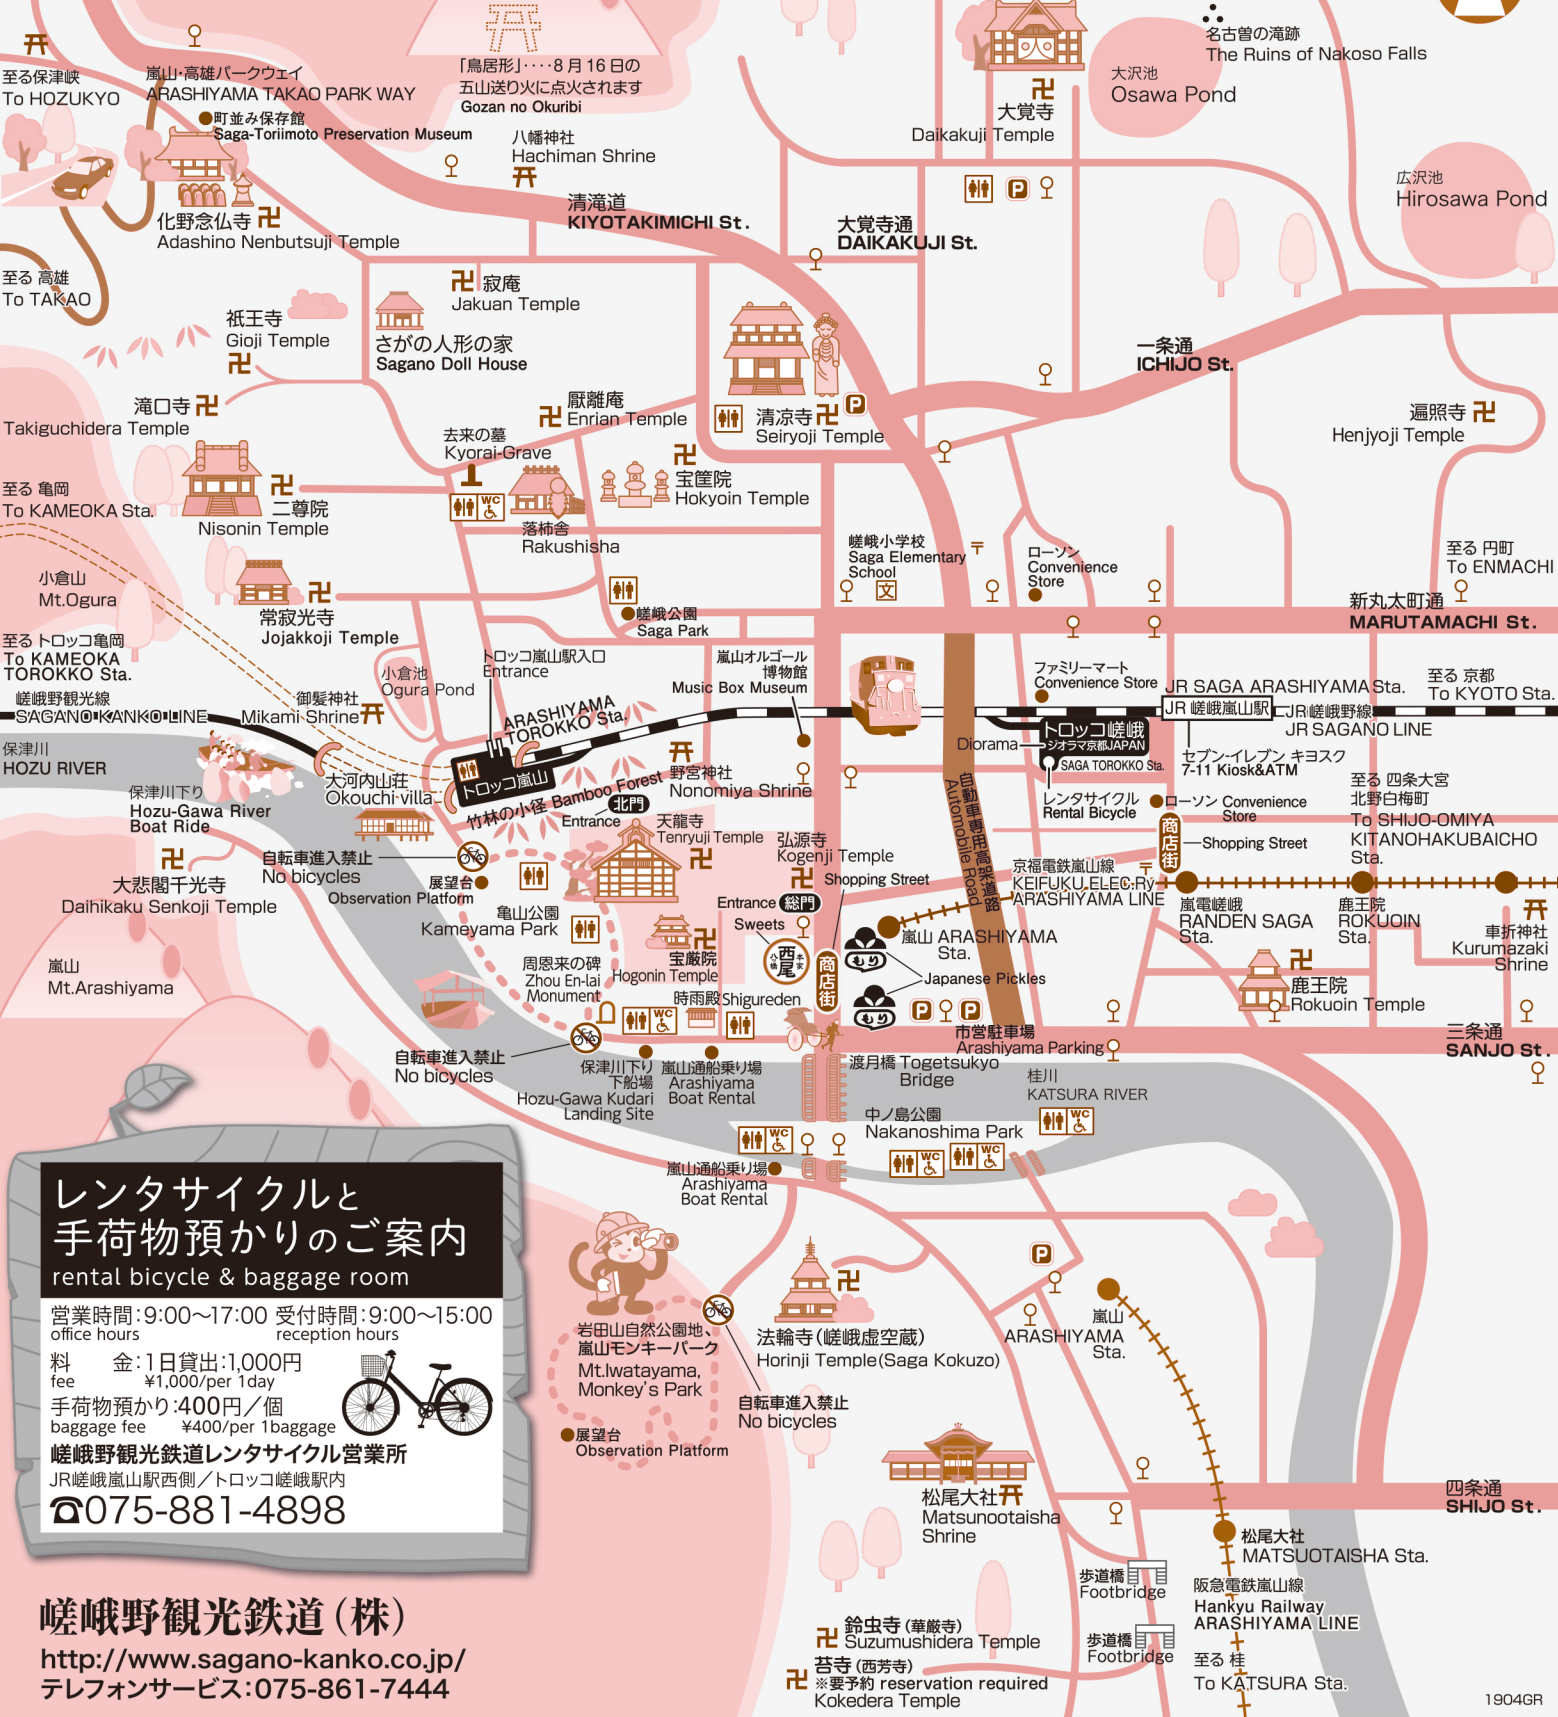 至る保津峡
To HOZUKYO
嵐山・高雄パークウェイ
ARASHIYAMA TAKAO PARK WAY
町並み保存館
Saga-Toriimoto Preservation Museum
「鳥居形」‥‥8月16日の
五山送り火に点火されます
Gozan no Okuribi
八幡神社
Hachiman Shrine
名古曽の滝跡
The Ruins of Nakoso Falls
大沢池
Osawa Pond
大覚寺
Daikakuji Temple
広沢池
Hirosawa Pond
化野念仏寺
Adashino Nenbutsuji Temple
清滝道
KIYOTAKIMICHI St.
大覚寺通
DAIKAKUJI St.
P
至る 高雄
To TAKAO
寂庵
Jakuan Temple
祇王寺
Gioji Temple
さがの人形の家
Sagano Doll House
一条通
ICHIJO St.
滝口寺
Takiguchidera Temple
厭離庵
Enrian Temple
清凉寺
Seiryoji Temple
P
遍照寺
Henjyoji Temple
去来の墓
Kyorai-Grave
WC
宝筐院
Hokyoin Temple
至る 亀岡
To KAMEOKA Sta.
二尊院
Nisonin Temple
落柿舎
Rakushisha
嵯峨小学校
Saga Elementary
School
文
〒
ローソン
Convenience
Store
至る 円町
To ENMACHI
小倉山
Mt.Ogura
常寂光寺
Jojakkoji Temple
嵯峨公園
Saga Park
新丸太町通
MARUTAMACHI St.
至る トロッコ亀岡
To KAMEOKA
TOROKKO Sta.
小倉池
Ogura Pond
トロッコ嵐山駅入口
Entrance
嵐山オルゴール
博物館
Music Box Museum
ファミリーマート
Convenience Store
JR SAGA ARASHIYAMA Sta.
JR 嵯峨嵐山駅
至る 京都
To KYOTO Sta.
嵯峨野観光線
SAGANO KANKO LINE
御髪神社
Mikami Shrine
ARASHIYAMA
TOROKKO Sta.
トロッコ嵐山
JR嵯峨野線
JR SAGANO LINE
Diorama
トロッコ嵯峨
ジオラマ京都JAPAN
SAGA TOROKKO Sta.
セブン-イレブン キヨスク
7-11 Kiosk&ATM
保津川
HOZU RIVER
保津川下り
Hozu-Gawa River
Boat Ride
大河内山荘
Okouchi villa
竹林の小径 Bamboo Forest
野宮神社
Nonomiya Shrine
北門
Entrance
レンタサイクル
Rental Bicycle
ローソン Convenience
Store
至る 四条大宮
北野白梅町
To SHIJO-OMIYA
KITANOHAKUBAICHO
Sta.
自動車専用高架道路
Automobile Road
商店街
Shopping Street
大悲閣千光寺
Daihikaku Senkoji Temple
自転車進入禁止
No bicycles
展望台
Observation Platform
天龍寺
Tenryuji Temple
弘源寺
Kogenji Temple
Shopping Street
Entrance 総門
Sweets
本家
西尾
八ツ橋
商店街
京福電鉄嵐山線
〒
KEIFUKU ELEC.Ry
ARASHIYAMA LINE
嵐電嵯峨
RANDEN SAGA
Sta.
鹿王院
ROKUOIN
Sta.
車折神社
Kurumazaki
Shrine
嵐山 ARASHIYAMA
Sta.
もり
もり
Japanese Pickles
亀山公園
Kameyama Park
宝厳院
Hogonin Temple
周恩来の碑
Zhou En-lai
Monument
時雨殿 Shigureden
WC
嵐山
Mt.Arashiyama
鹿王院
Rokuoin Temple
P
P
市営駐車場
Arashiyama Parking
三条通
SANJO St.
自転車進入禁止
No bicycles
保津川下り
下船場
Hozu-Gawa Kudari
Landing Site
嵐山通船乗り場
Arashiyama
Boat Rental
渡月橋 Togetsukyo
Bridge
桂川
KATSURA RIVER
中ノ島公園
Nakanoshima Park
WC
WC
WC
WC
嵐山通船乗り場
Arashiyama
Boat Rental
レンタサイクルと
手荷物預かりのご案内
rental bicycle & baggage room
営業時間:9:00〜17:00 受付時間:9:00〜15:00
office hours reception hours
料 金:1日貸出:1,000円
fee ¥1,000/per 1day
手荷物預かり:400円／個
baggage fee ¥400/per 1baggage
嵯峨野観光鉄道レンタサイクル営業所
JR嵯峨嵐山駅西側／トロッコ嵯峨駅内
☎075-881-4898
岩田山自然公園地、
嵐山モンキーパーク
Mt.Iwatayama,
Monkey's Park
法輪寺(嵯峨虚空蔵)
Horinji Temple(Saga Kokuzo)
自転車進入禁止
No bicycles
展望台
Observation Platform
P
嵐山
ARASHIYAMA
Sta.
松尾大社
Matsunootaisha
Shrine
四条通
SHIJO St.
松尾大社
MATSUOTAISHA Sta.
歩道橋
Footbridge
阪急電鉄嵐山線
Hankyu Railway
ARASHIYAMA LINE
歩道橋
Footbridge
至る 桂
To KATSURA Sta.
鈴虫寺(華厳寺)
Suzumushidera Temple
苔寺(西芳寺)
※要予約 reservation required
Kokedera Temple
嵯峨野観光鉄道(株)
http://www.sagano-kanko.co.jp/
テレフォンサービス:075-861-7444
1904GR